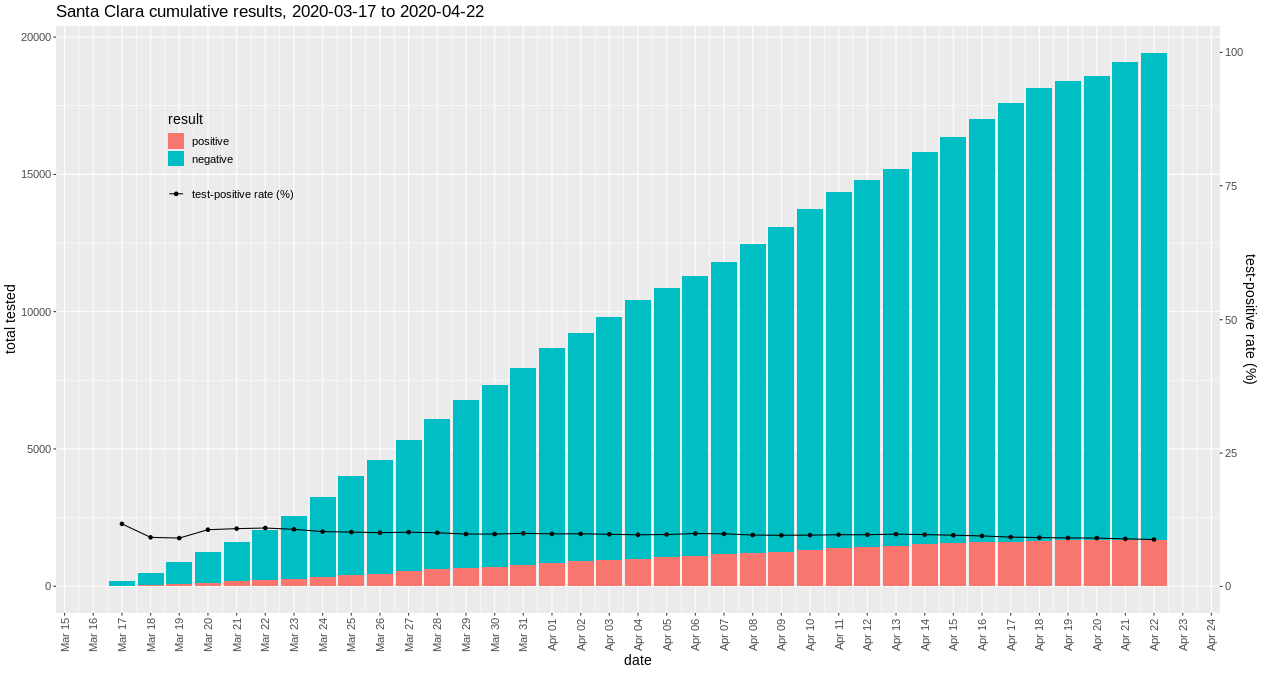 Santa Clara cumulative results, 2020-03-17 to 2020-04-22
total tested
20000
15000
10000
5000
0
result
positive
negative
test-positive rate (%)
100
75
50
25
0
test-positive rate (%)
Mar 15
Mar 16
Mar 17
Mar 18
Mar 19
Mar 20
Mar 21
Mar 22
Mar 23
Mar 24
Mar 25
Mar 26
Mar 27
Mar 28
Mar 29
Mar 30
Mar 31
Apr 01
Apr 02
Apr 03
Apr 04
Apr 05
Apr 06
Apr 07
Apr 08
Apr 09
Apr 10
Apr 11
Apr 12
Apr 13
Apr 14
Apr 15
Apr 16
Apr 17
Apr 18
Apr 19
Apr 20
Apr 21
Apr 22
Apr 23
Apr 24
date